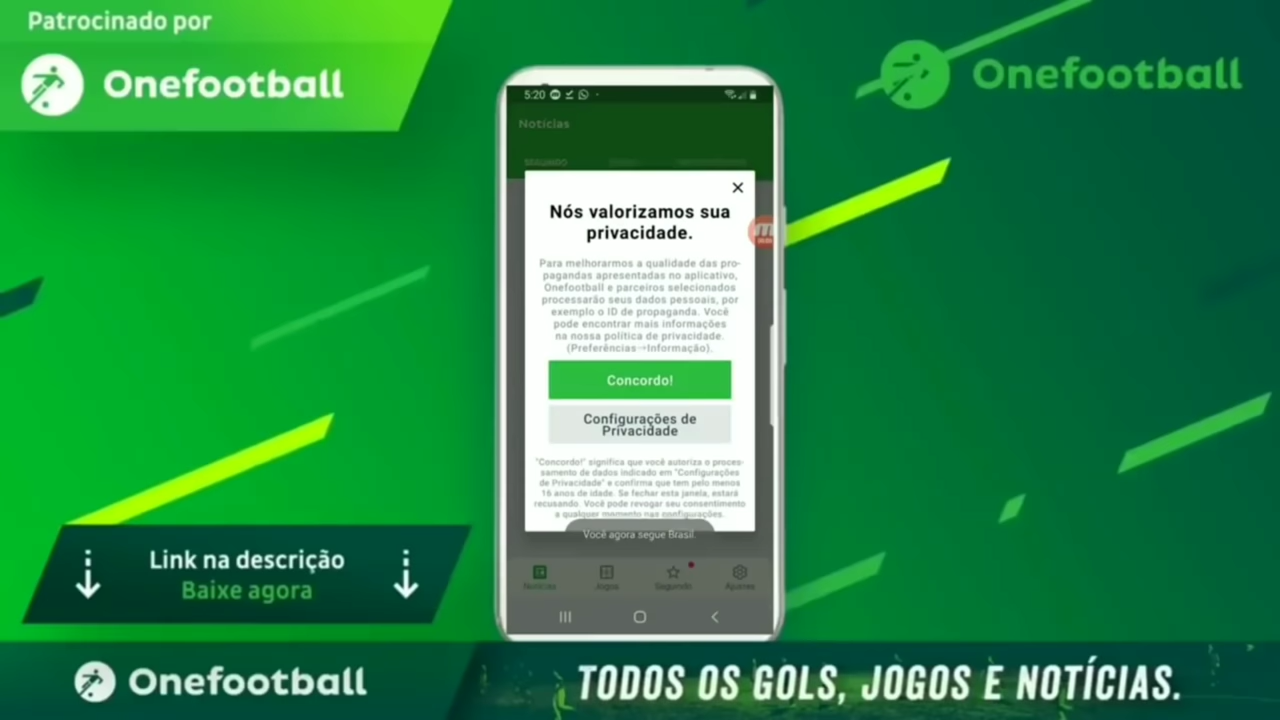 Patrocinado por
Onefootball
Onefootball
5:20
Notícias
SEGUINDO
Nós valorizamos sua
privacidade.
Para melhorarmos a qualidade das pro-
pagandas apresentadas no aplicativo,
Onefootball e parceiros selecionados
processarão seus dados pessoais, por
exemplo o ID de propaganda. Você
pode encontrar mais informações
na nossa política de privacidade.
(Preferências→Informação).
Concordo!
Configurações de
Privacidade
"Concordo!" significa que você autoriza o proces-
samento de dados indicado em "Configurações
de Privacidade" e confirma que tem pelo menos
16 anos de idade. Se fechar esta janela, estará
recusando. Você pode revogar seu consentimento
a qualquer momento nas configurações.
Você agora segue Brasil.
Notícias Jogos Seguindo Ajustes
Link na descrição
Baixe agora
Onefootball
TODOS OS GOLS, JOGOS E NOTÍCIAS.